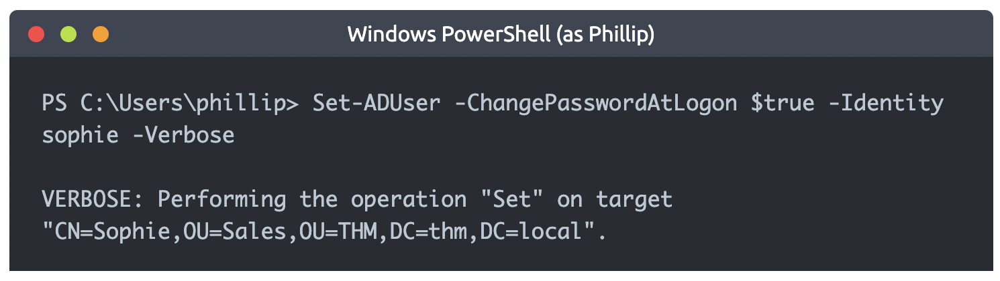 Windows PowerShell (as Phillip)
PS C:\Users\phillip> Set-ADUser -ChangePasswordAtLogon $true -Identity
sophie -Verbose
VERBOSE: Performing the operation "Set" on target
"CN=Sophie,OU=Sales,OU=THM,DC=thm,DC=local".